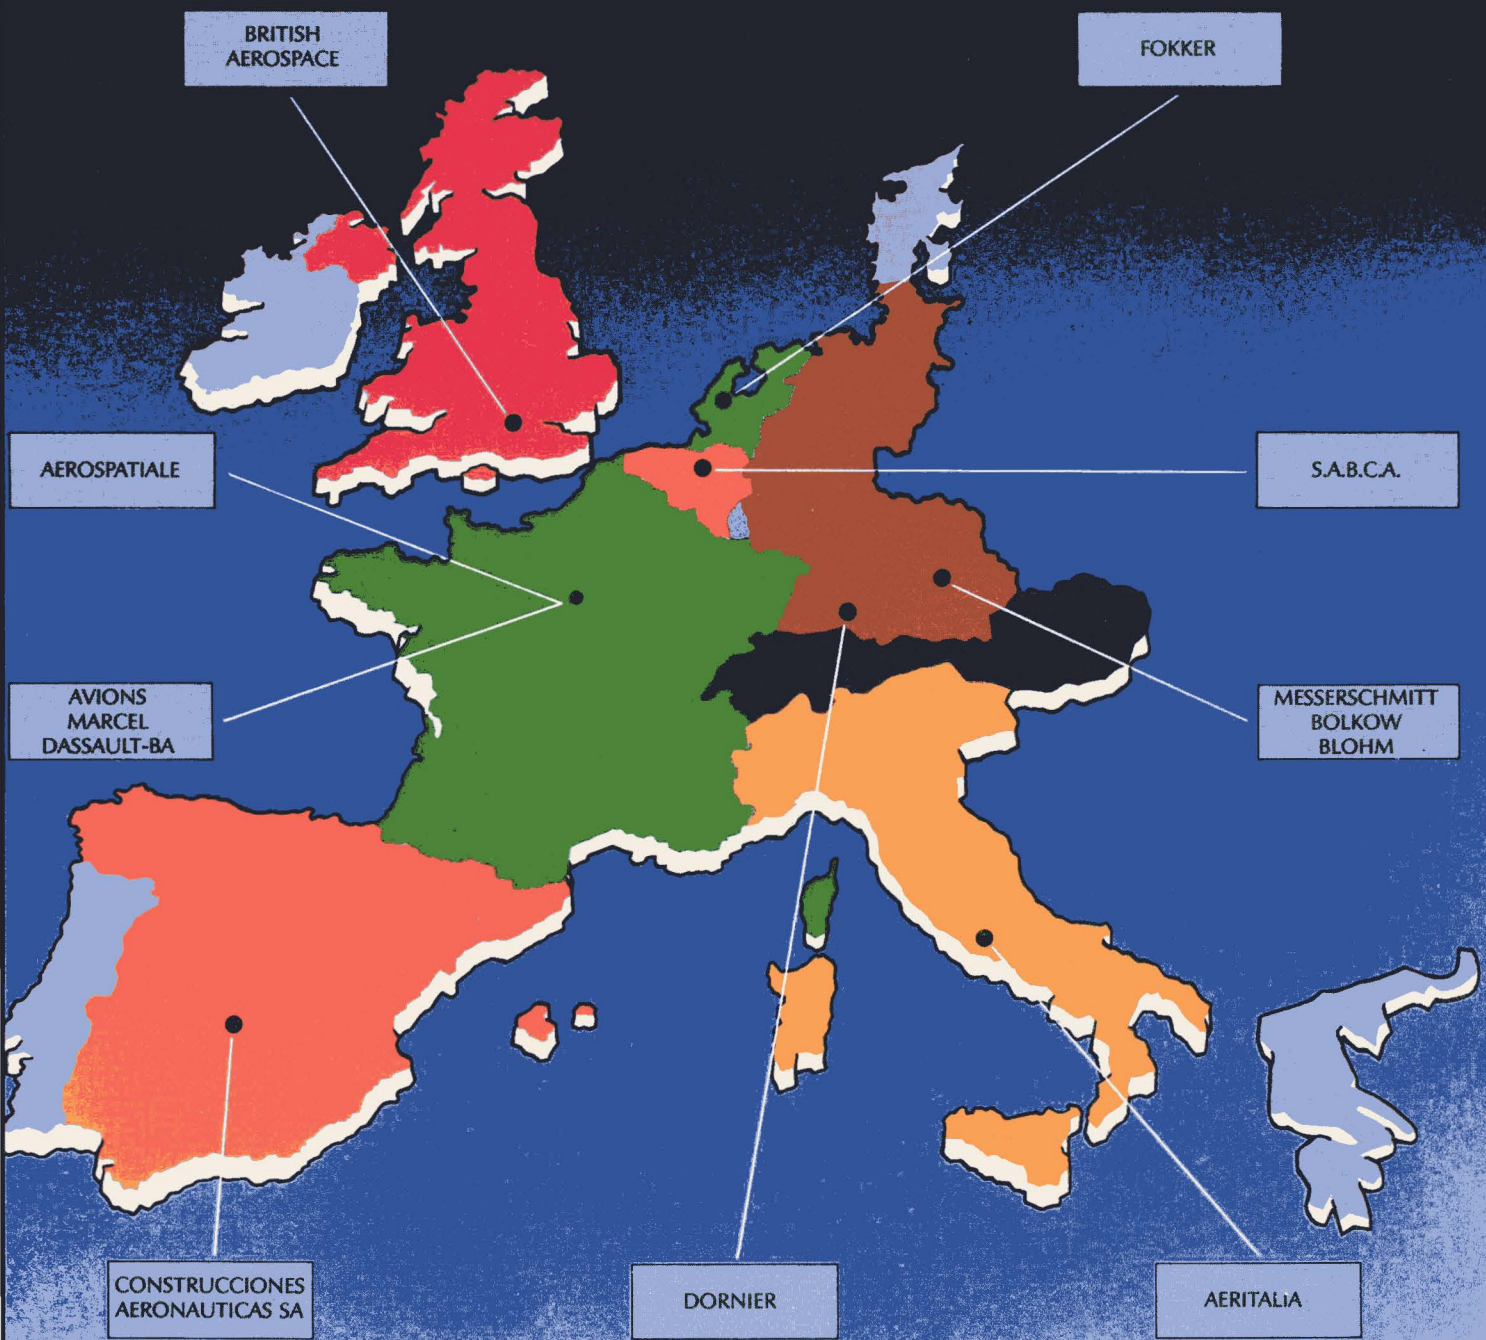 BRITISH
AEROSPACE
FOKKER
AEROSPATIALE
S.A.B.C.A.
AVIONS
MARCEL
DASSAULT-BA
MESSERSCHMITT
BOLKOW
BLOHM
CONSTRUCCIONES
AERONAUTICAS SA
DORNIER
AERITALIA